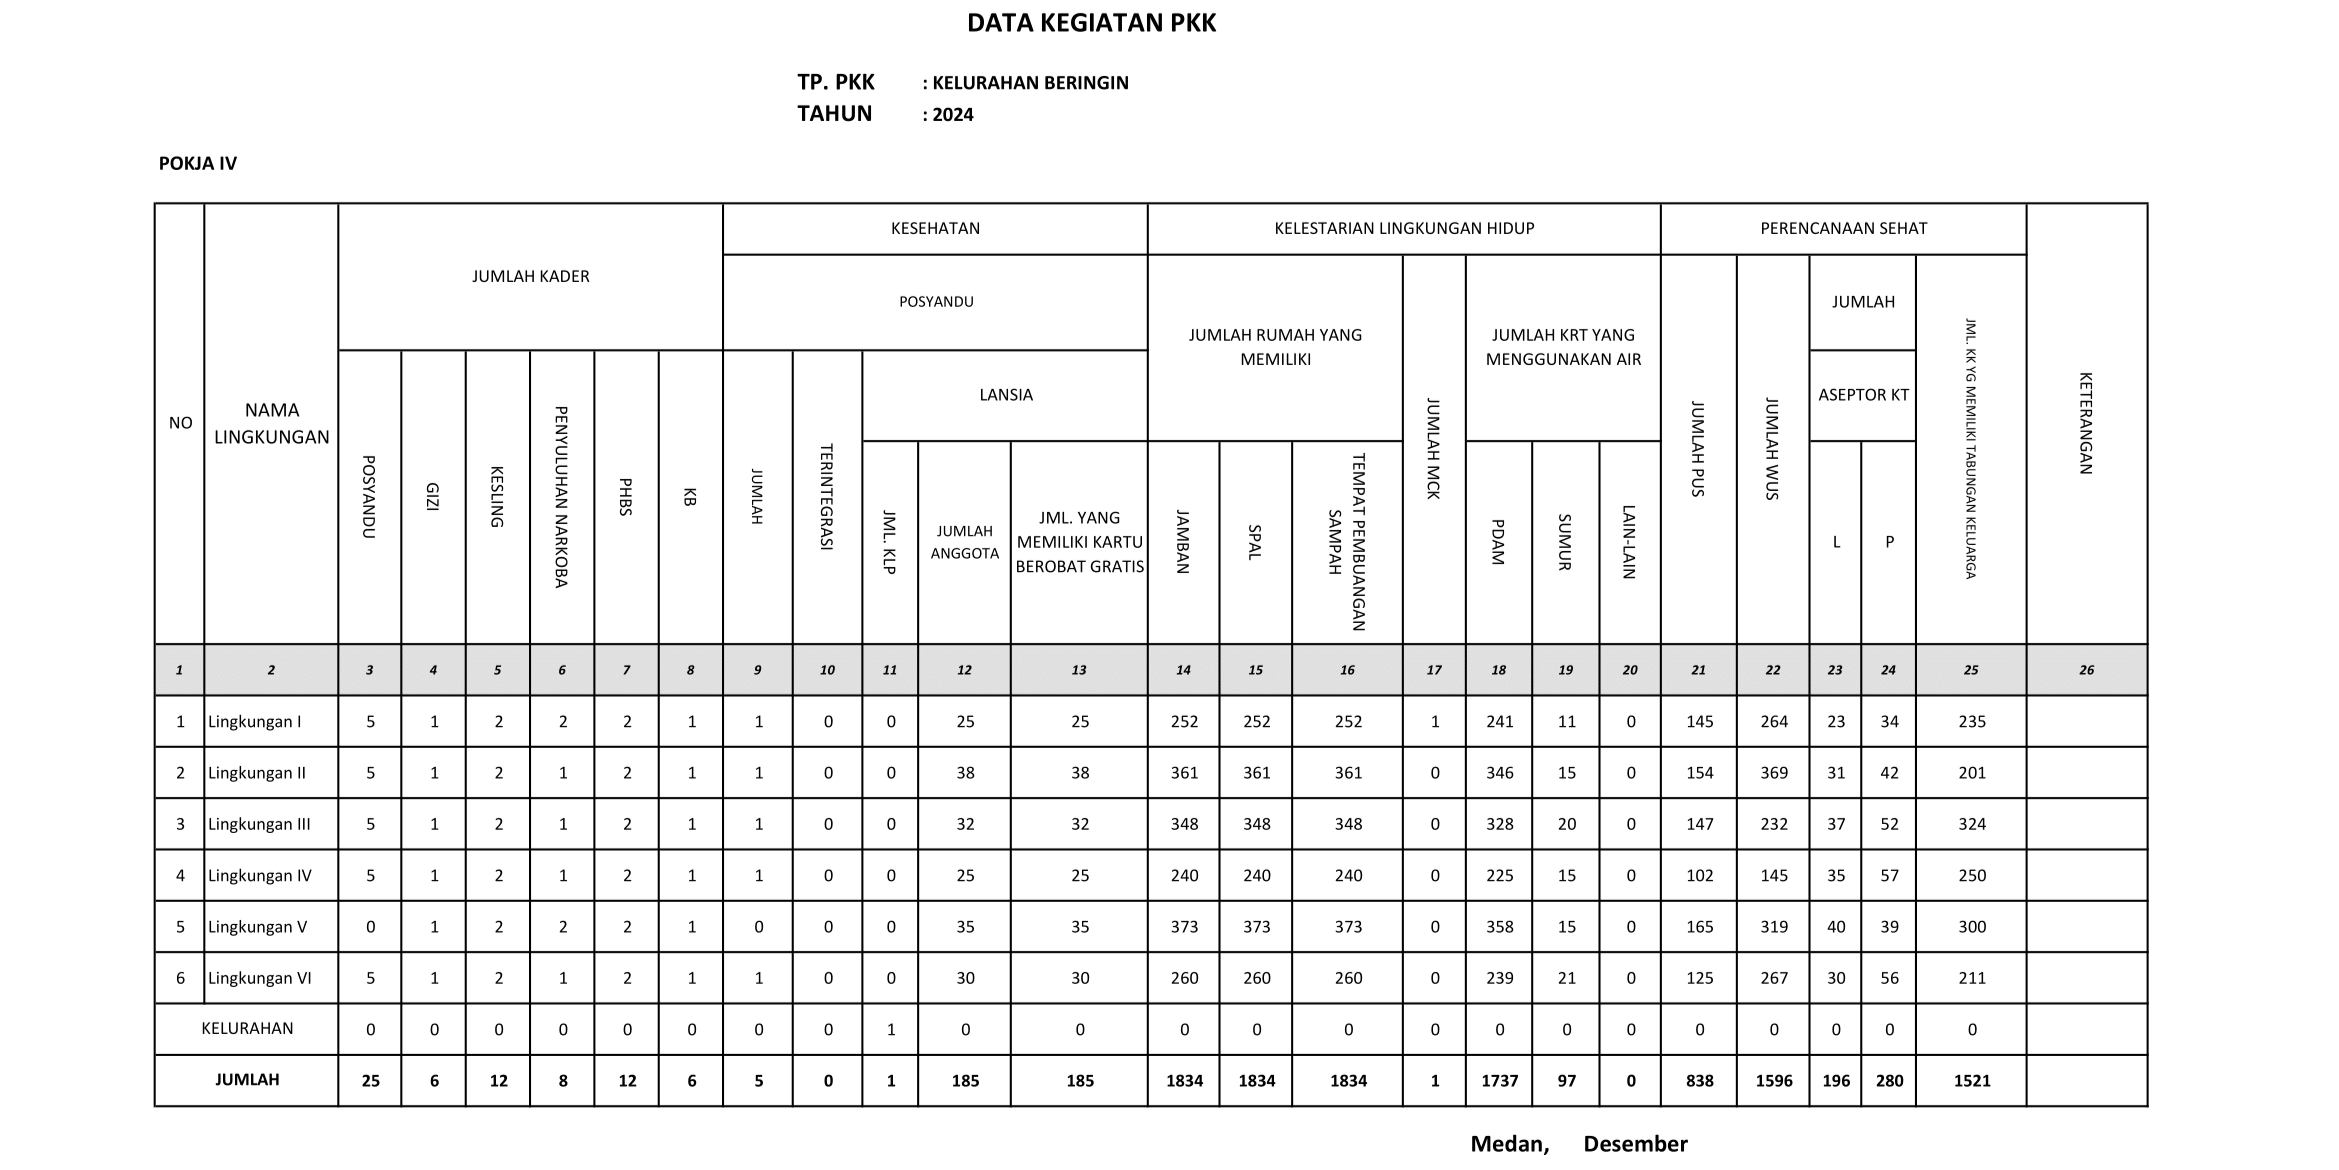 DATA KEGIATAN PKK
TP. PKK : KELURAHAN BERINGIN
TAHUN : 2024
POKJA IV
NO
NAMA
LINGKUNGAN
JUMLAH KADER
POSYANDU
GIZI
KESLING
PENYULUHAN NARKOBA
PHBS
KB
KESEHATAN
POSYANDU
JUMLAH
TERINTEGRASI
LANSIA
JML. KLP
JUMLAH
ANGGOTA
JML. YANG
MEMILIKI KARTU
BEROBAT GRATIS
KELESTARIAN LINGKUNGAN HIDUP
JUMLAH RUMAH YANG
MEMILIKI
JAMBAN
SPAL
TEMPAT PEMBUANGAN
SAMPAH
JUMLAH MCK
JUMLAH KRT YANG
MENGGUNAKAN AIR
PDAM
SUMUR
LAIN-LAIN
PERENCANAAN SEHAT
JUMLAH PUS
JUMLAH WUS
JUMLAH
ASEPTOR KT
L
P
JML. KK YG MEMILIKI TABUNGAN KELUARGA
KETERANGAN
1 2 3 4 5 6 7 8 9 10 11 12 13 14 15 16 17 18 19 20 21 22 23 24 25 26
1 Lingkungan I 5 1 2 2 2 1 1 0 0 25 25 252 252 252 1 241 11 0 145 264 23 34 235
2 Lingkungan II 5 1 2 1 2 1 1 0 0 38 38 361 361 361 0 346 15 0 154 369 31 42 201
3 Lingkungan III 5 1 2 1 2 1 1 0 0 32 32 348 348 348 0 328 20 0 147 232 37 52 324
4 Lingkungan IV 5 1 2 1 2 1 1 0 0 25 25 240 240 240 0 225 15 0 102 145 35 57 250
5 Lingkungan V 0 1 2 2 2 1 0 0 0 35 35 373 373 373 0 358 15 0 165 319 40 39 300
6 Lingkungan VI 5 1 2 1 2 1 1 0 0 30 30 260 260 260 0 239 21 0 125 267 30 56 211
KELURAHAN 0 0 0 0 0 0 0 0 1 0 0 0 0 0 0 0 0 0 0 0 0 0 0
JUMLAH 25 6 12 8 12 6 5 0 1 185 185 1834 1834 1834 1 1737 97 0 838 1596 196 280 1521
Medan, Desember